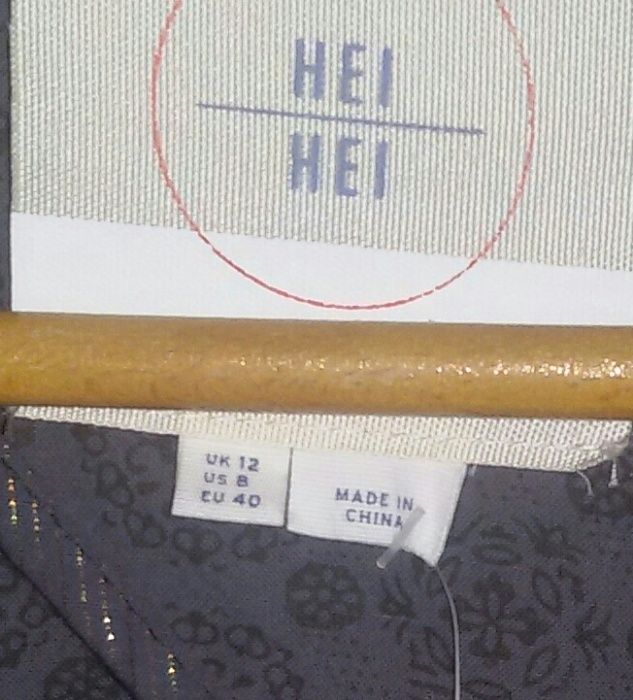 HEI
HEI
UK 12
US 8
EU 40
MADE IN
CHINA